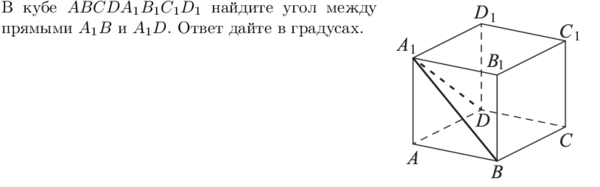 В кубе ABCDA₁B₁C₁D₁ найдите угол между
прямыми A₁B и A₁D. Ответ дайте в градусах.
D₁
C₁
A₁
B₁
D
C
A
B